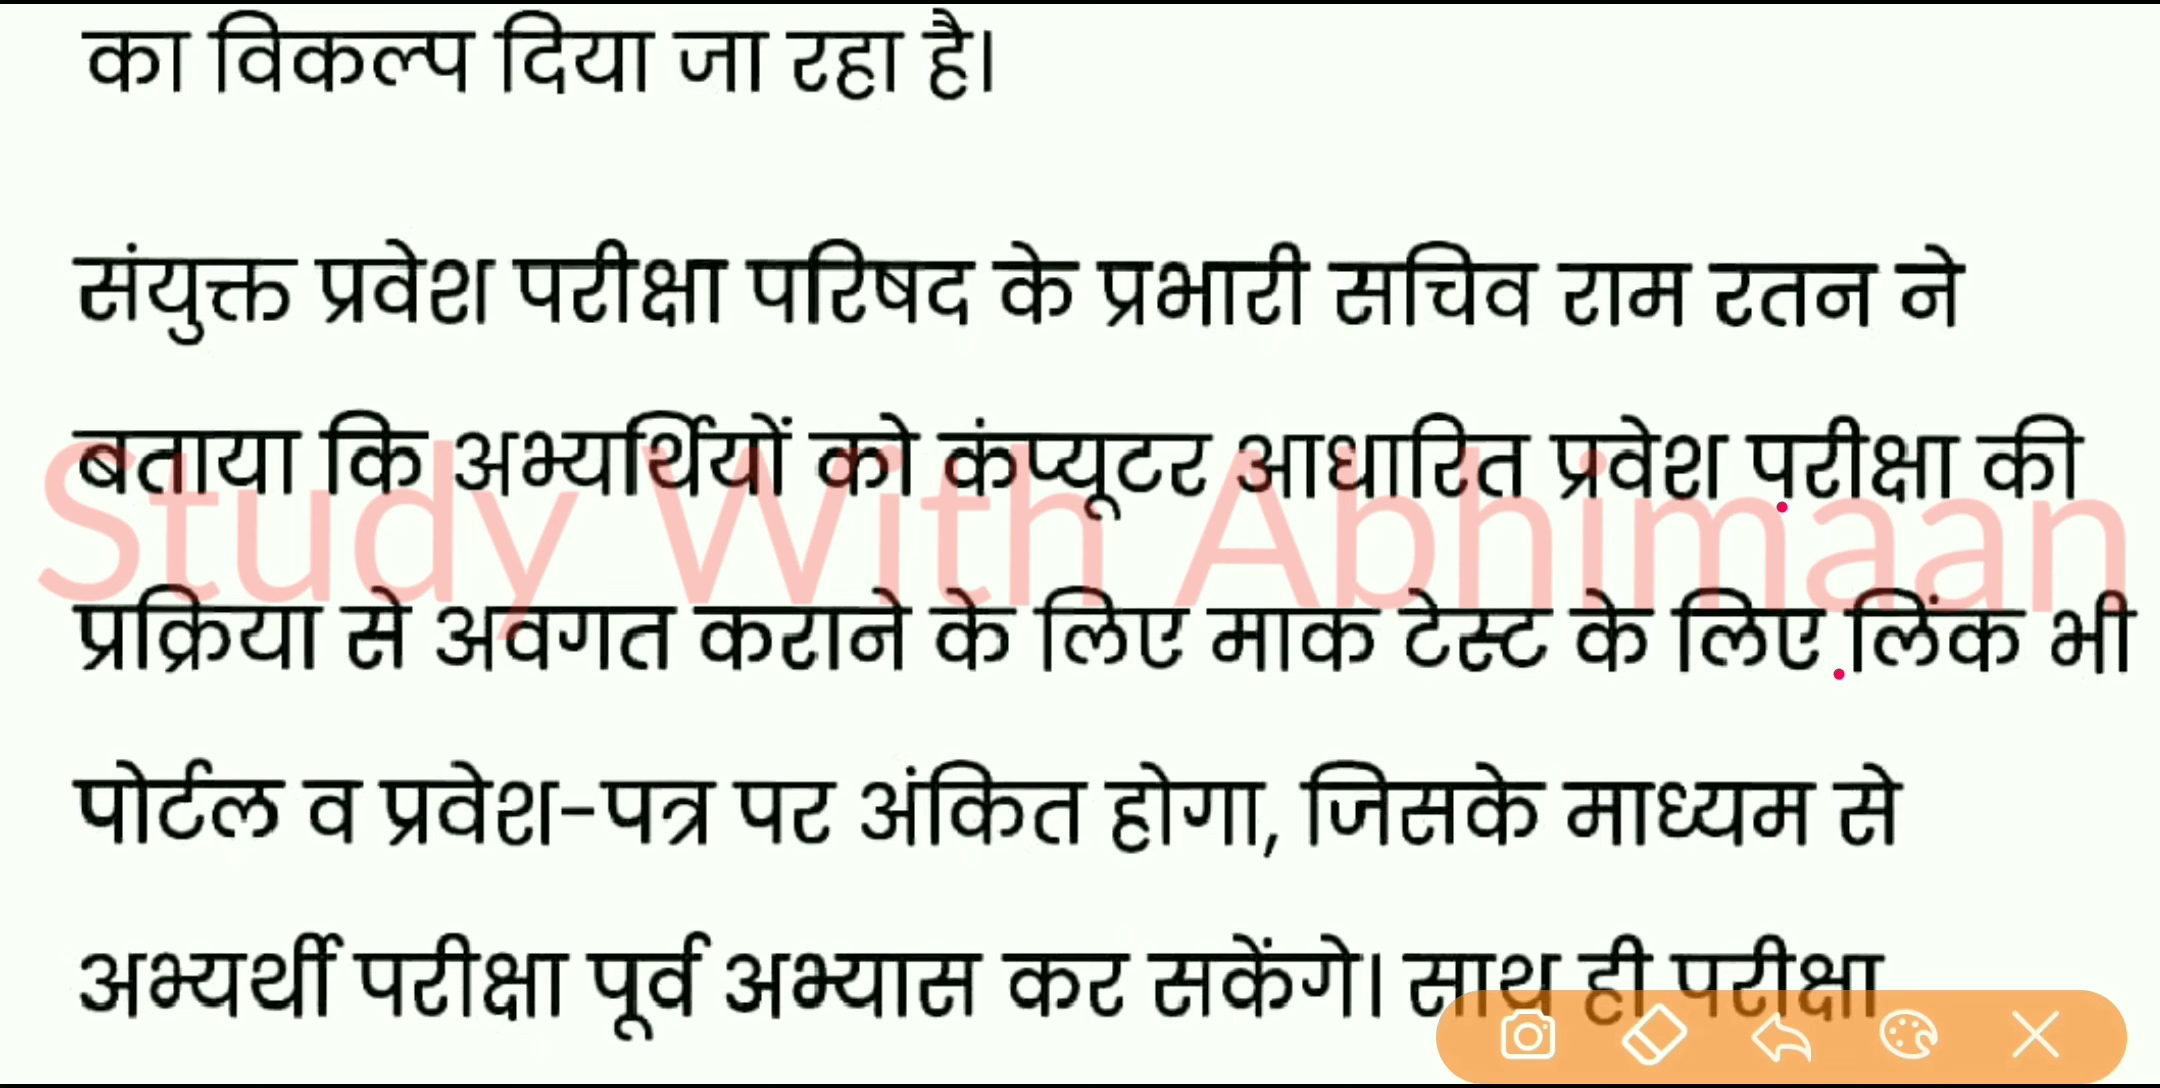 का विकल्प दिया जा रहा है।
संयुक्त प्रवेश परीक्षा परिषद के प्रभारी सचिव राम रतन ने
बताया कि अभ्यर्थियों को कंप्यूटर आधारित प्रवेश परीक्षा की
Study With Abhimaan
प्रक्रिया से अवगत कराने के लिए माक टेस्ट के लिए लिंक भी
पोर्टल व प्रवेश-पत्र पर अंकित होगा, जिसके माध्यम से
अभ्यर्थी परीक्षा पूर्व अभ्यास कर सकेंगे। साथ ही परीक्षा